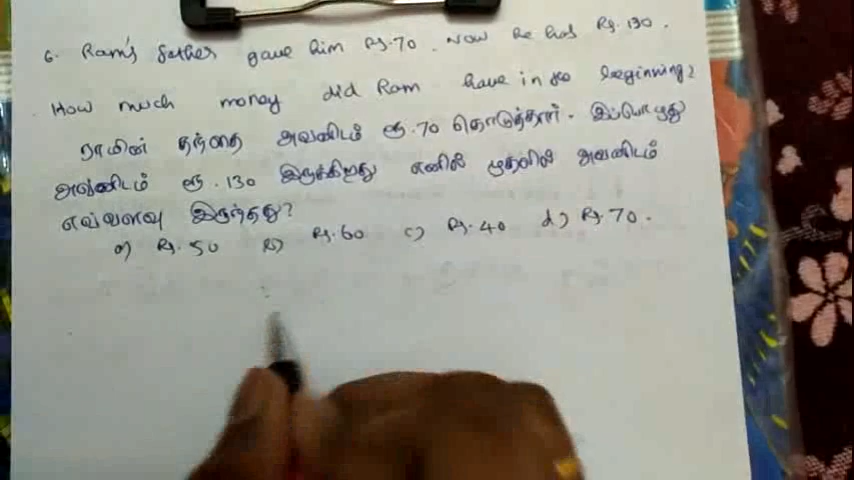 6. Ram's father gave him Rs.70. Now he has Rs.130.
How much money did Ram have in the beginning?
ராமின் தந்தை அவனிடம் ரூ.70 கொடுத்தார். இப்பொழுது
அவனிடம் ரூ.130 இருக்கிறது எனில் முதலில் அவனிடம்
எவ்வளவு இருந்தது?
a) Rs.50 b) Rs.60 c) Rs.40 d) Rs.70.